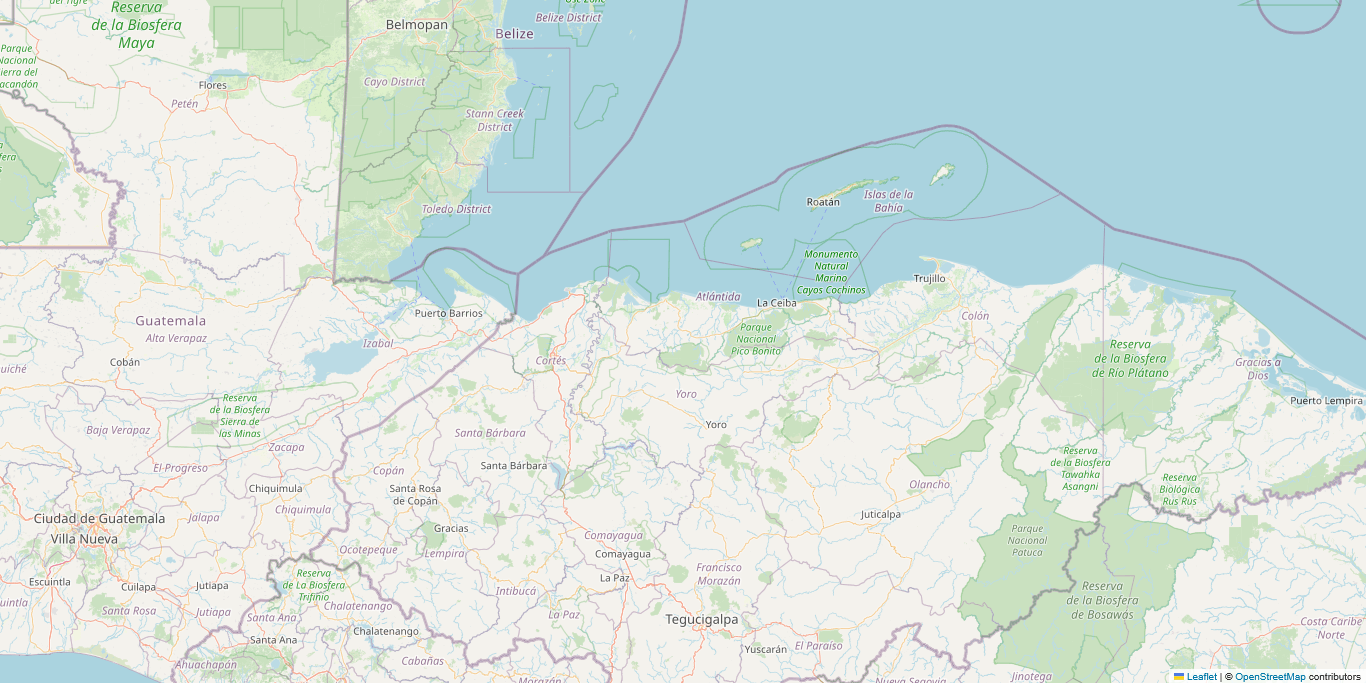 del Tigre
Reserva
de la Biosfera
Maya
Belmopan
Belize District
Belize
Parque
Nacional
Flores
Petén
Cayo District
Stann Creek
District
Toledo District
Roatán
Islas de la
Bahía
Monumento
Natural
Marino
Cayos Cochinos
Trujillo
Atlántida
La Ceiba
Puerto Barrios
Colón
Guatemala
Alta Verapaz
Izabal
Parque
Nacional
Pico Bonito
Cobán
Cortés
Reserva
de la Biosfera
de Río Plátano
Gracias a
Dios
Puerto Lempira
Yoro
Reserva
de la Biosfera
Sierra de
las Minas
Baja Verapaz
Yoro
Santa Bárbara
Zacapa
El Progreso
Copán
Santa Bárbara
Reserva
de la Biosfera
Tawahka
Asangni
Reserva
Biológica
Rus Rus
Chiquimula
Santa Rosa
de Copán
Olancho
Chiquimula
Ciudad de Guatemala
Jalapa
Juticalpa
Villa Nueva
Gracias
Comayagua
Parque
Nacional
Patuca
Ocotepeque
Lempira
Comayagua
Escuintla
Cuilapa
Jutiapa
Reserva
de La Biosfera
Trifinio
La Paz
Francisco
Morazán
Intibucá
Reserva
de la Biosfera
de Bosawás
Santa Rosa
Jutiapa
Chalatenango
Santa Ana
La Paz
Tegucigalpa
Costa Caribe
Norte
Santa Ana
Chalatenango
Yuscarán
El Paraíso
Ahuachapán
Cabañas
Morazán
Nueva Segovia
Jinotega
Leaflet | © OpenStreetMap contributors